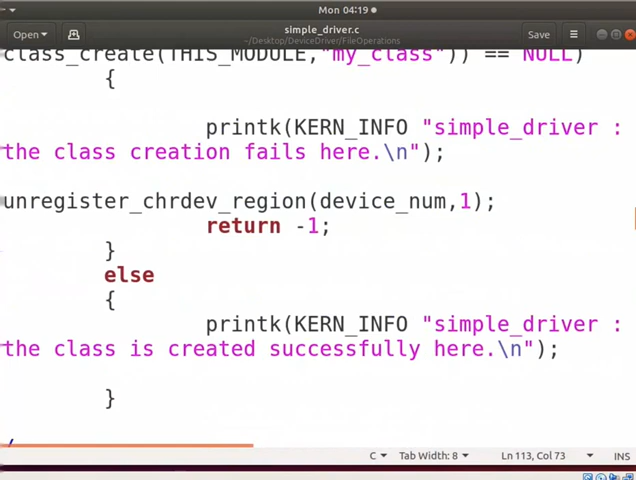 Mon 04:19
Open
simple_driver.c
~/Desktop/DeviceDriver/FileOperations
Save
class_create(THIS_MODULE,"my_class")) == NULL)
{
printk(KERN_INFO "simple_driver :
the class creation fails here.\n");
unregister_chrdev_region(device_num,1);
return -1;
}
else
{
printk(KERN_INFO "simple_driver :
the class is created successfully here.\n");
}
/
C Tab Width: 8 Ln 113, Col 73 INS